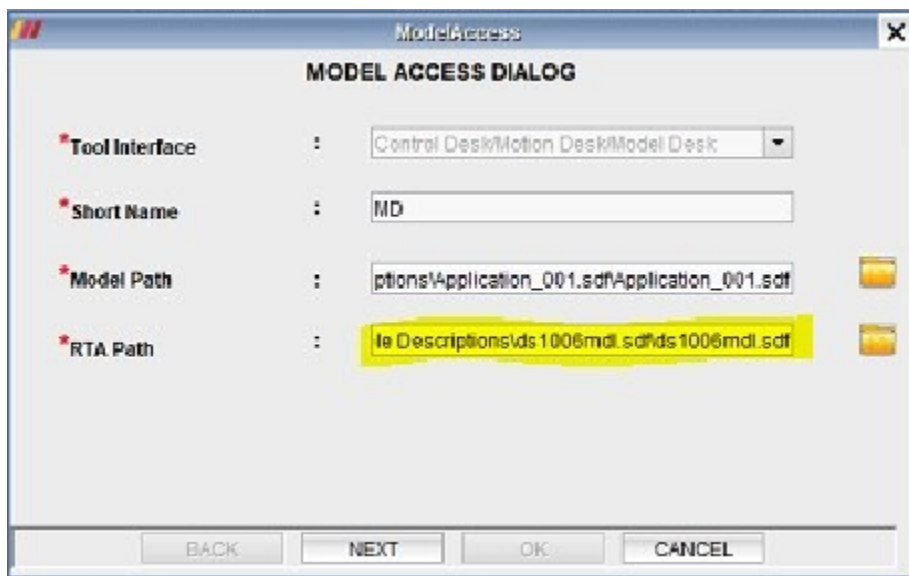 ModelAccess
MODEL ACCESS DIALOG
*Tool Interface : Control Desk/Motion Desk/Model Desk
*Short Name : MD
*Model Path : ptions\Application_001.sdf\Application_001.sdf
*RTA Path : le Descriptions\ds1006mdl.sdf\ds1006mdl.sdf
BACK NEXT OK CANCEL